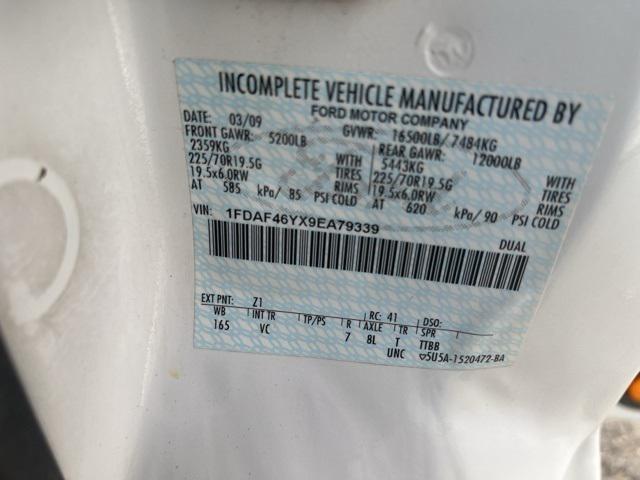 INCOMPLETE VEHICLE MANUFACTURED BY
FORD MOTOR COMPANY
DATE: 03/09 GVWR: 16500LB/ 7484KG
FRONT GAWR: 5200LB REAR GAWR: 12000LB
2359KG WITH 5443KG WITH
225/70R19.5G TIRES 225/70R19.5G TIRES
19.5x6.0RW RIMS 19.5x6.0RW RIMS
AT 585 kPa/ 85 PSI COLD AT 620 kPa/ 90 PSI COLD
VIN: 1FDAF46YX9EA79339 DUAL
EXT PNT: Z1 RC: 41 DSO:
WB INT TR TP/PS R AXLE TR SPR
165 VC 7 8L T TTBB
UNC 5U5A-1520472-BA